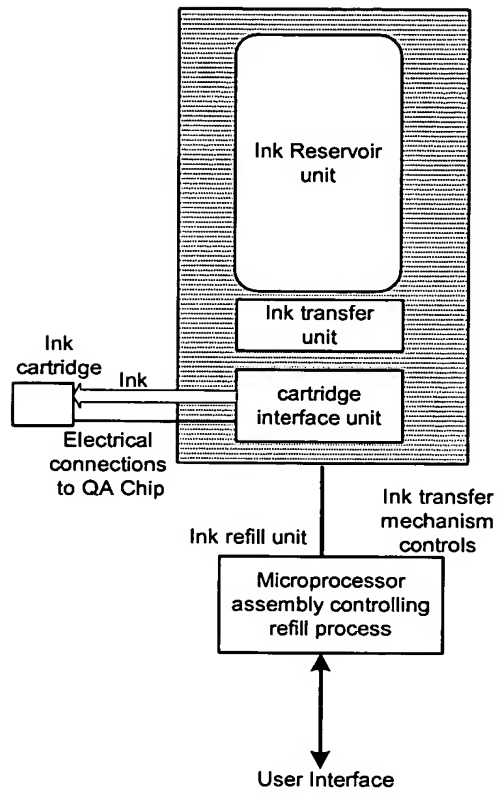 Ink Reservoir
unit
Ink transfer
unit
Ink
cartridge
Ink
cartridge
interface unit
Electrical
connections
to QA Chip
Ink transfer
mechanism
controls
Ink refill unit
Microprocessor
assembly controlling
refill process
User Interface